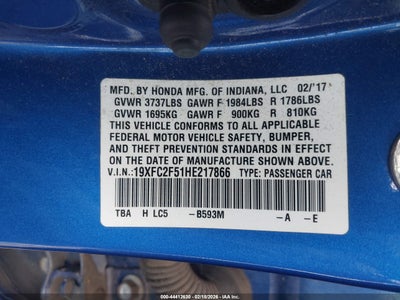 MFD. BY HONDA MFG. OF INDIANA, LLC 02/'17
GVWR 3737LBS GAWR F 1984LBS R 1786LBS
GVWR 1695KG GAWR F 900KG R 810KG
THIS VEHICLE CONFORMS TO ALL APPLICABLE
FEDERAL MOTOR VEHICLE SAFETY, BUMPER,
AND THEFT PREVENTION STANDARDS IN EFFECT
ON THE DATE OF MANUFACTURE SHOWN ABOVE.
V.I.N.: 19XFC2F51HE217866 TYPE: PASSENGER CAR
TBA H LC5 -B593M -A -E
000-44412630 - 02/18/2026 - IAA